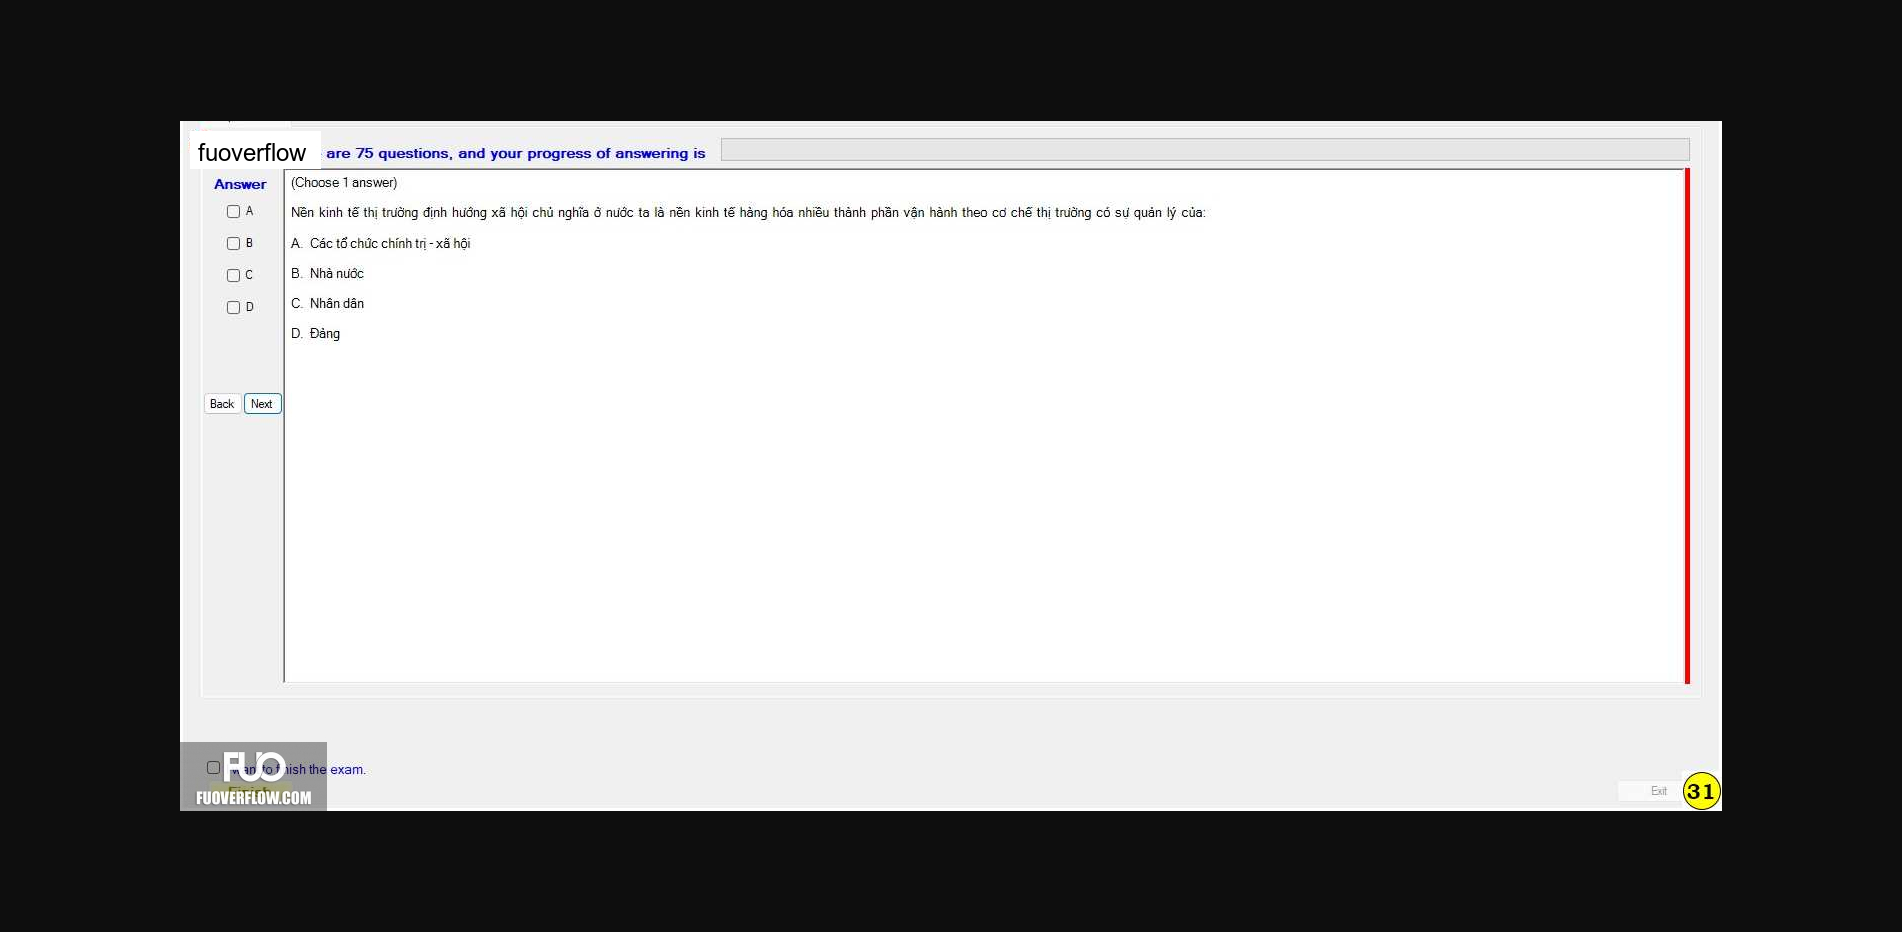 fuoverflow are 75 questions, and your progress of answering is
Answer
(Choose 1 answer)
A
Nền kinh tế thị trường định hướng xã hội chủ nghĩa ở nước ta là nền kinh tế hàng hóa nhiều thành phần vận hành theo cơ chế thị trường có sự quản lý của:
B
A. Các tổ chức chính trị - xã hội
C
B. Nhà nước
D
C. Nhân dân
D. Đảng
Back Next
FUO
want to finish the exam.
Finish
FUOVERFLOW.COM
Exit
31